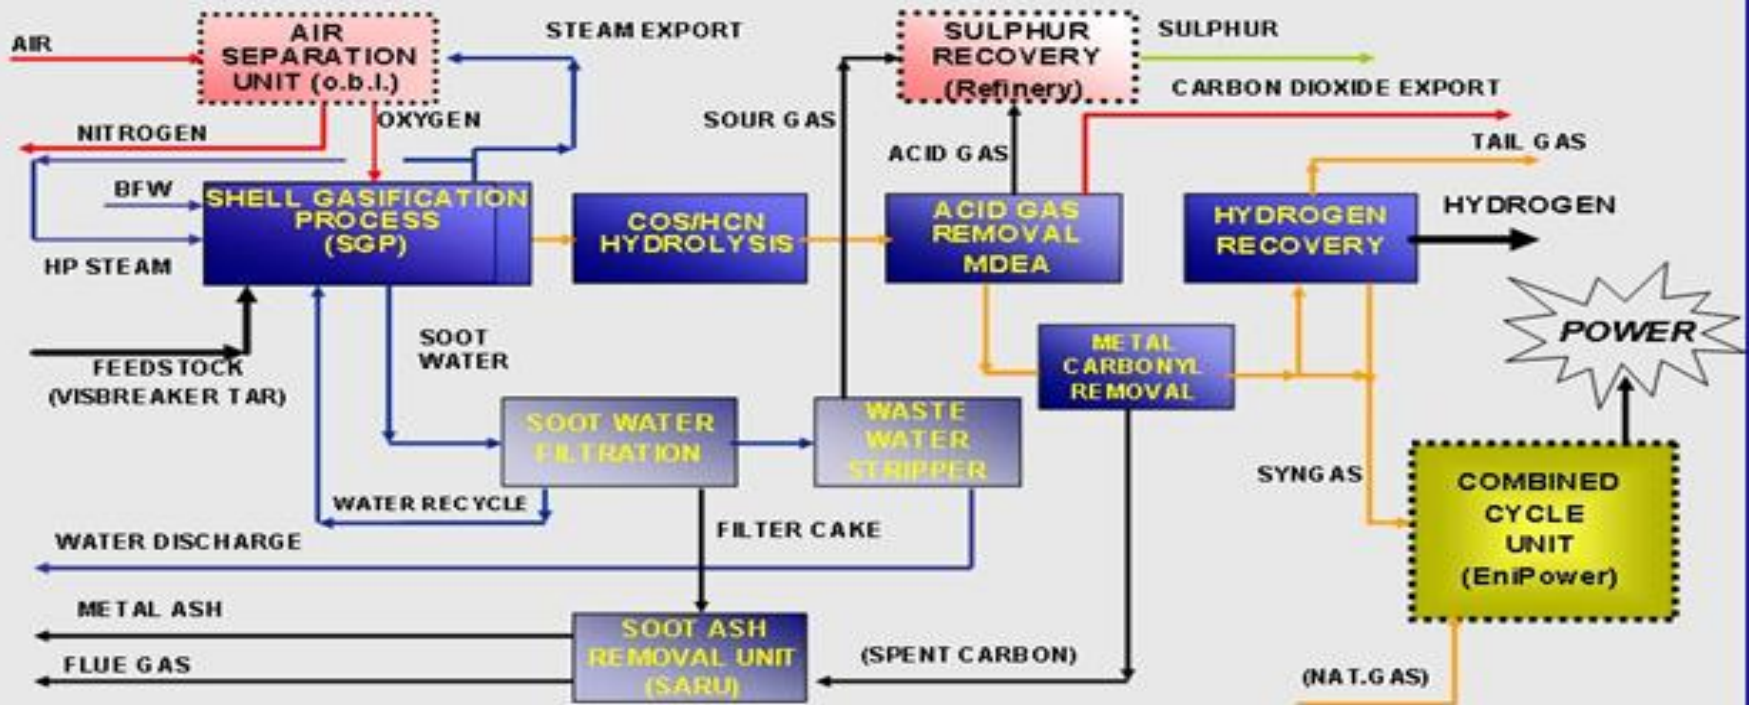 AIR
AIR
SEPARATION
UNIT (o.b.l.)
STEAM EXPORT
SULPHUR
RECOVERY
(Refinery)
SULPHUR
CARBON DIOXIDE EXPORT
NITROGEN
OXYGEN
SOUR GAS
ACID GAS
TAIL GAS
BFW
SHELL GASIFICATION
PROCESS
(SGP)
COS/HCN
HYDROLYSIS
ACID GAS
REMOVAL
MDEA
HYDROGEN
RECOVERY
HYDROGEN
HP STEAM
SOOT
WATER
METAL
CARBONYL
REMOVAL
POWER
FEEDSTOCK
(VISBREAKER TAR)
SOOT WATER
FILTRATION
WASTE
WATER
STRIPPER
SYNGAS
COMBINED
CYCLE
UNIT
(EniPower)
WATER RECYCLE
FILTER CAKE
WATER DISCHARGE
METAL ASH
SOOT ASH
REMOVAL UNIT
(SARU)
(SPENT CARBON)
FLUE GAS
(NAT.GAS)